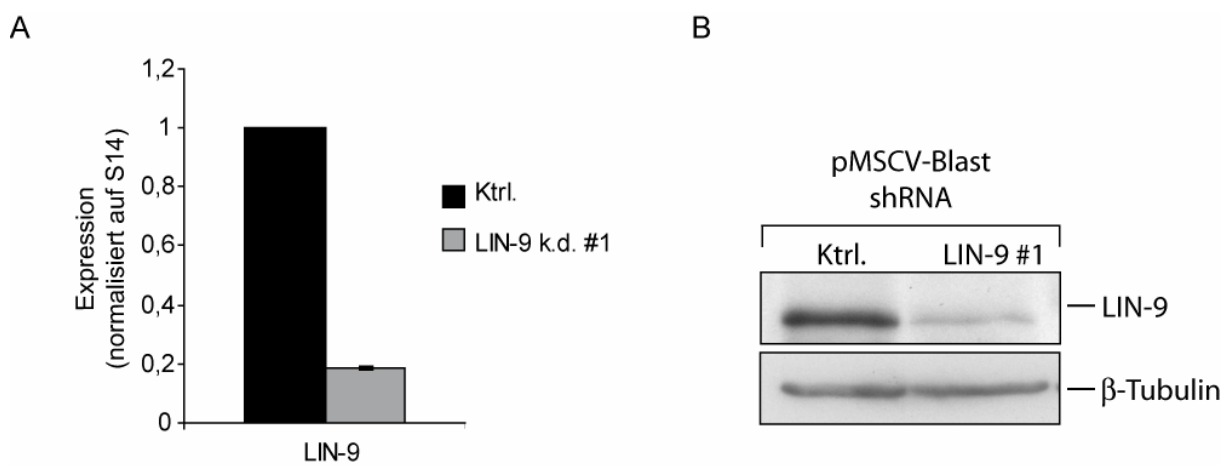 A
Expression
(normalisiert auf S14)
1,2
1
0,8
0,6
0,4
0,2
0
LIN-9
Ktrl.
LIN-9 k.d. #1
B
pMSCV-Blast
shRNA
Ktrl. LIN-9 #1
LIN-9
β-Tubulin